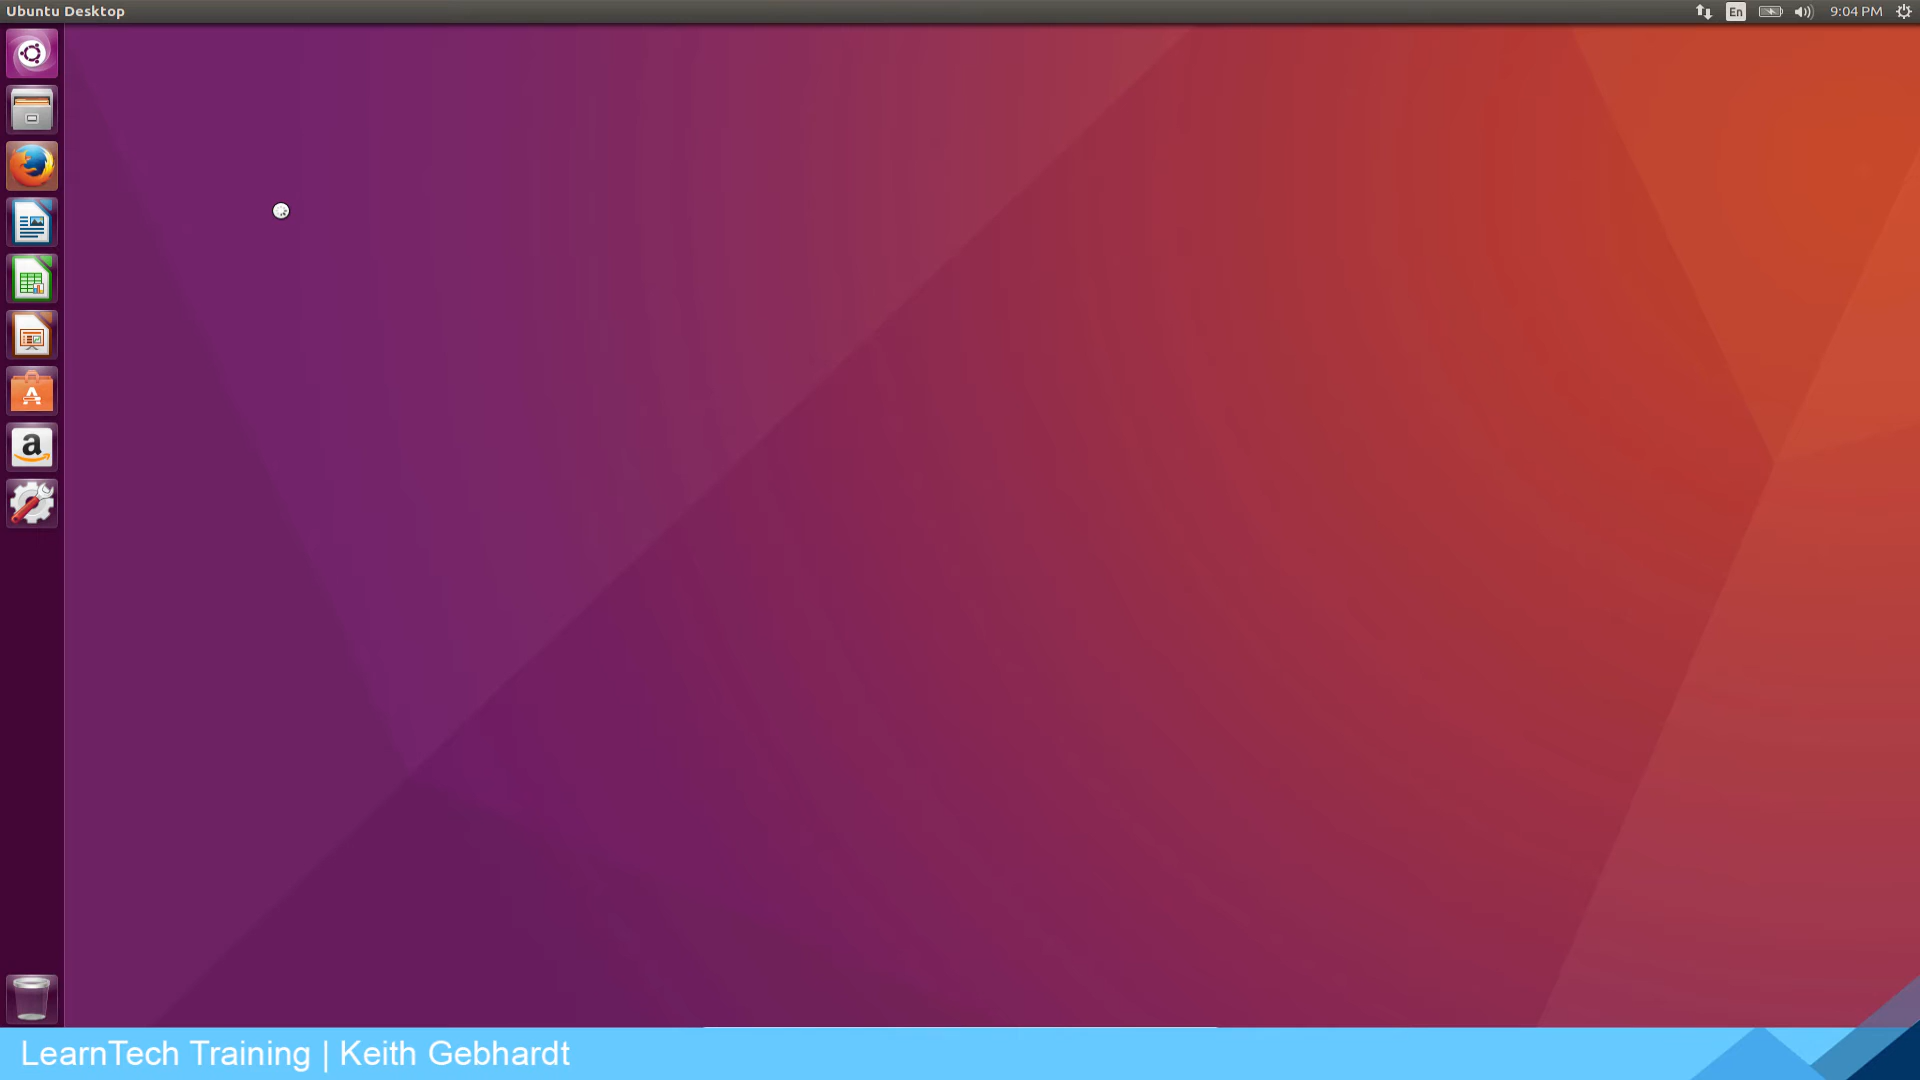 Ubuntu Desktop
En
9:04 PM
a
LearnTech Training | Keith Gebhardt